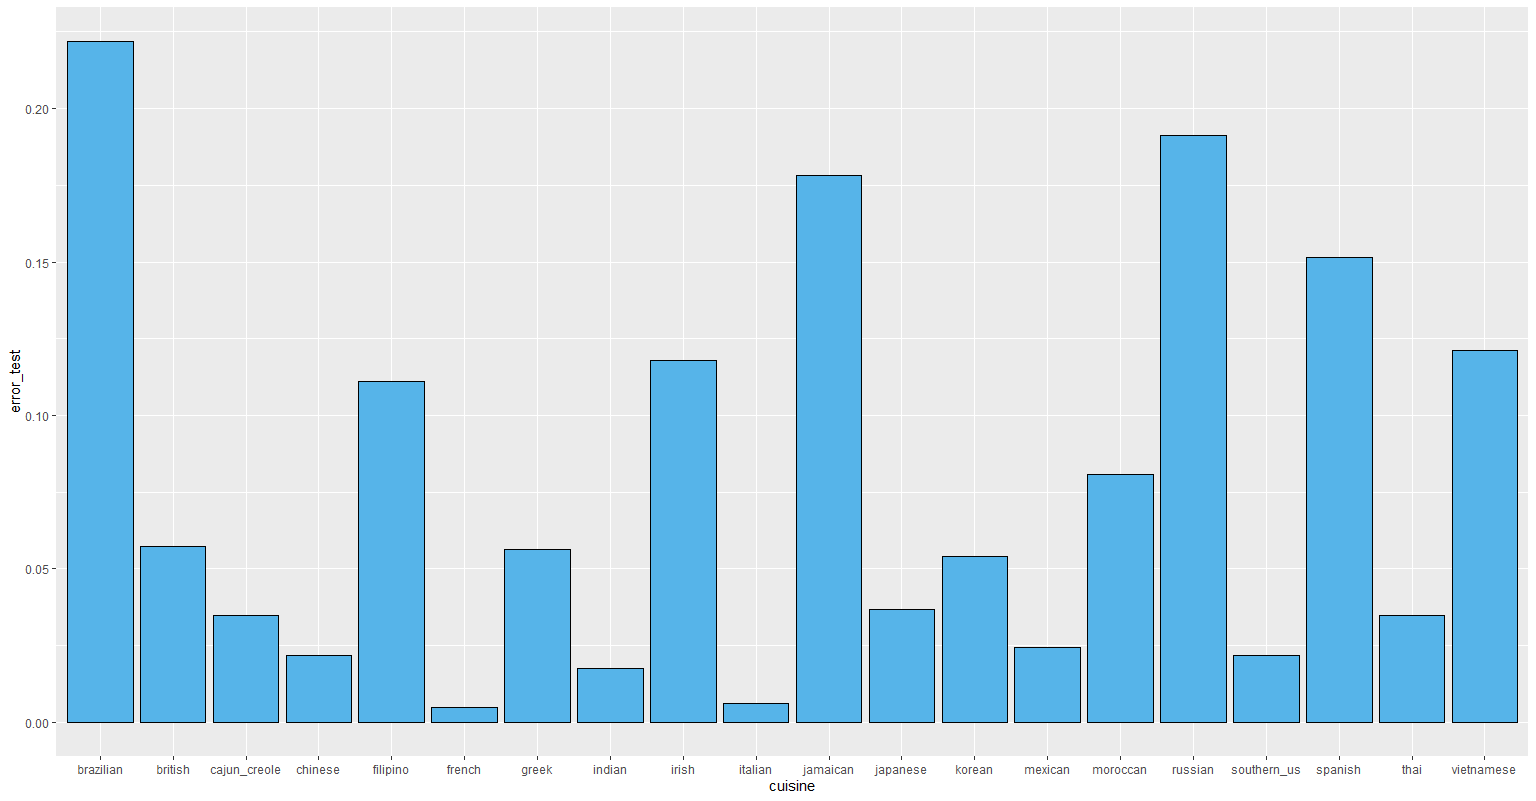 error_test
0.20
0.15
0.10
0.05
0.00
brazilian british cajun_creole chinese filipino french greek indian irish italian jamaican japanese korean mexican moroccan russian southern_us spanish thai vietnamese
cuisine